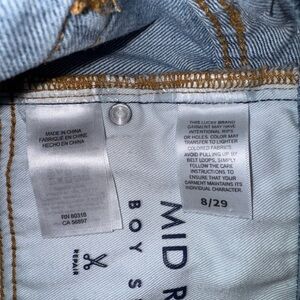 MADE IN CHINA
FABRIQUÉ EN CHINE
HECHO EN CHINA
RN 80318
CA 56897
THIS LUCKY BRAND
GARMENT MAY HAVE
INTENTIONAL RIPS
OR HOLES. COLOR MAY
TRANSFER TO LIGHTER
COLORED FABRICS.
AVOID PULLING UP BY
BELT LOOPS, SIMPLY
FOLLOW THE CARE
INSTRUCTIONS TO
ENSURE YOUR GARMENT
MAINTAINS ITS
INDIVIDUAL CHARACTER.
8/29
MID R
BOY S
REPAIR